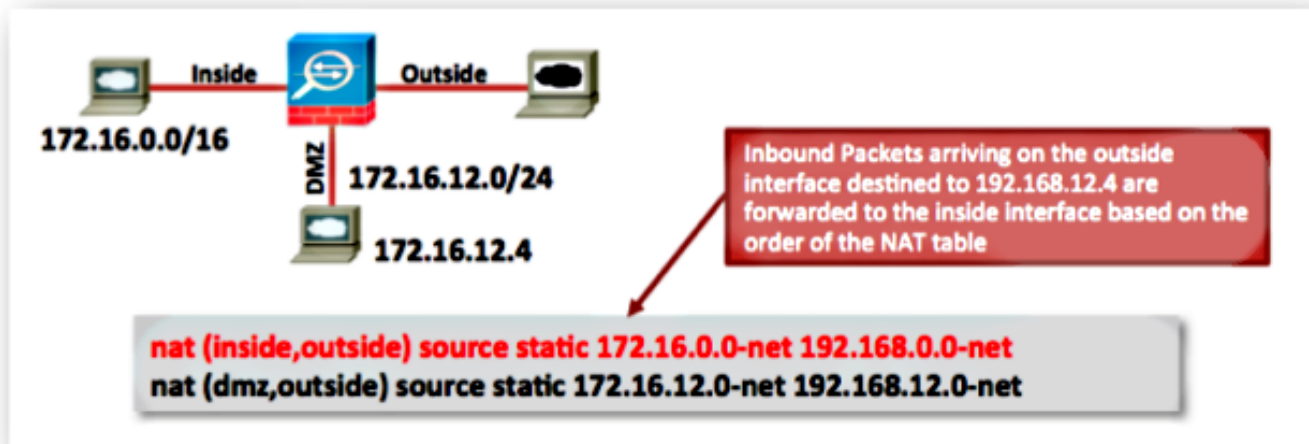 Inside
Outside
172.16.0.0/16
DMZ
172.16.12.0/24
172.16.12.4
Inbound Packets arriving on the outside
interface destined to 192.168.12.4 are
forwarded to the inside interface based on the
order of the NAT table
nat (inside,outside) source static 172.16.0.0-net 192.168.0.0-net
nat (dmz,outside) source static 172.16.12.0-net 192.168.12.0-net